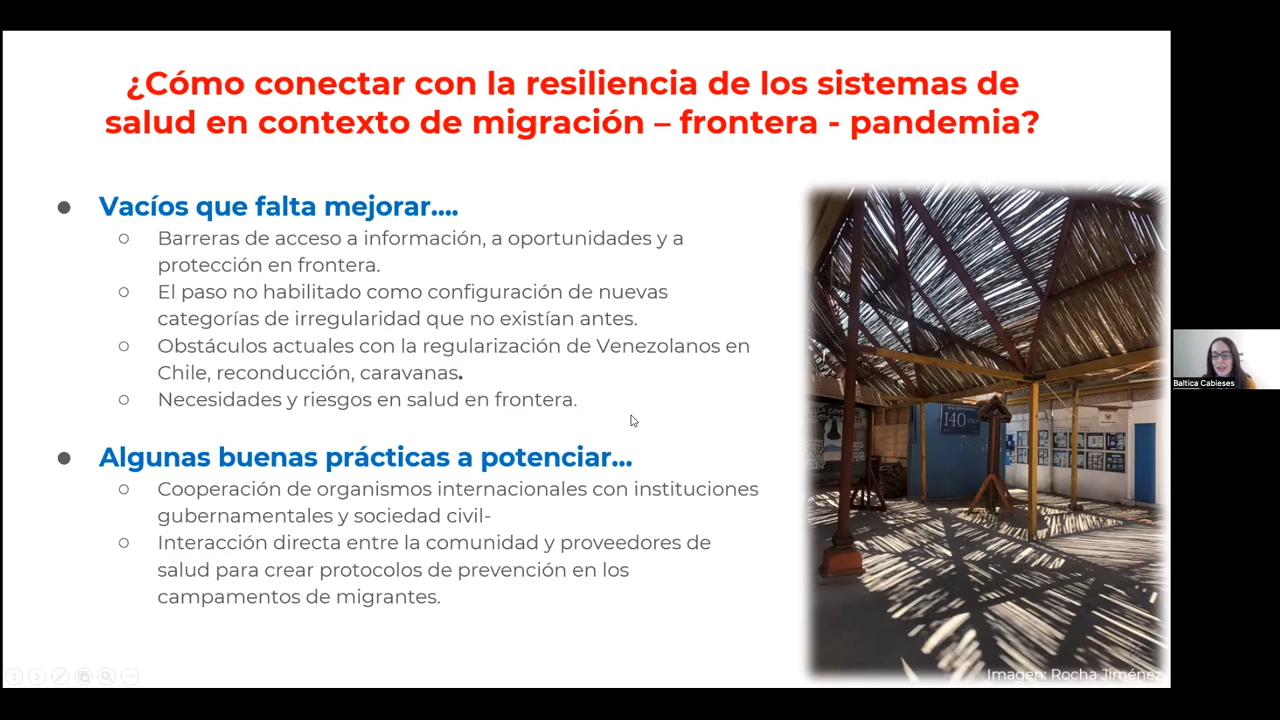 ¿Cómo conectar con la resiliencia de los sistemas de
salud en contexto de migración – frontera - pandemia?
● Vacíos que falta mejorar....
○ Barreras de acceso a información, a oportunidades y a
protección en frontera.
○ El paso no habilitado como configuración de nuevas
categorías de irregularidad que no existían antes.
○ Obstáculos actuales con la regularización de Venezolanos en
Chile, reconducción, caravanas.
○ Necesidades y riesgos en salud en frontera.
● Algunas buenas prácticas a potenciar...
○ Cooperación de organismos internacionales con instituciones
gubernamentales y sociedad civil-
○ Interacción directa entre la comunidad y proveedores de
salud para crear protocolos de prevención en los
campamentos de migrantes.
140
Imagen: Rocha Jiménez
Baltica Cabieses